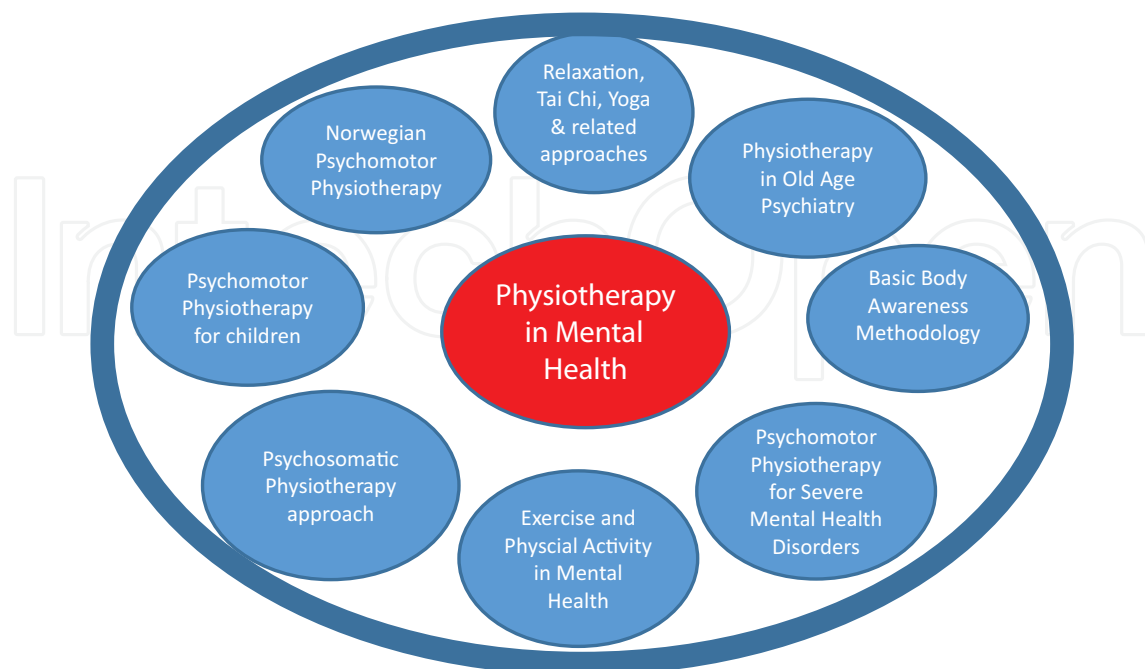 Relaxation,
Tai Chi, Yoga
& related
approaches
Norwegian
Psychomotor
Physiotherapy
Physiotherapy
in Old Age
Psychiatry
Psychomotor
Physiotherapy
for children
Physiotherapy
in Mental
Health
Basic Body
Awareness
Methodology
Psychosomatic
Physiotherapy
approach
Exercise and
Physcial Activity
in Mental
Health
Psychomotor
Physiotherapy
for Severe
Mental Health
Disorders
IntechOpen